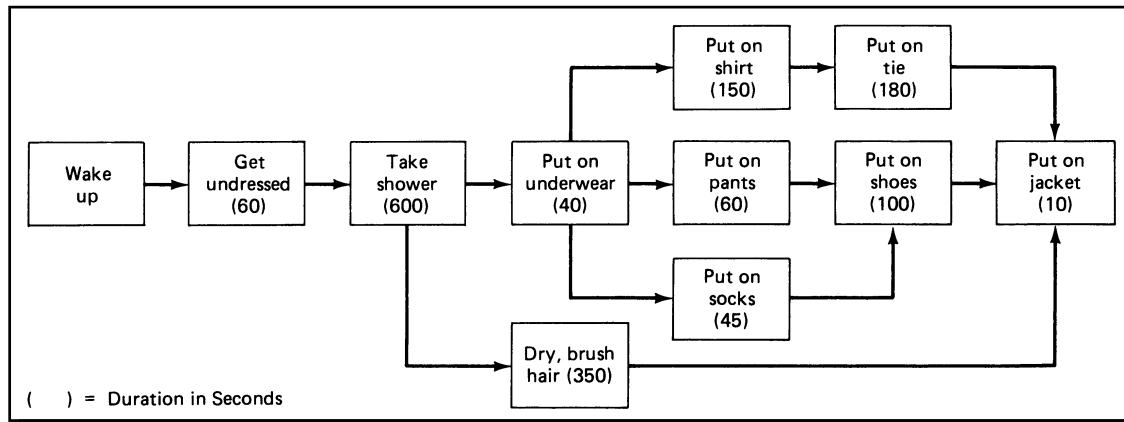 Put on
shirt
(150)
Put on
tie
(180)
Wake
up
Get
undressed
(60)
Take
shower
(600)
Put on
underwear
(40)
Put on
pants
(60)
Put on
shoes
(100)
Put on
jacket
(10)
Put on
socks
(45)
Dry, brush
hair (350)
( ) = Duration in Seconds